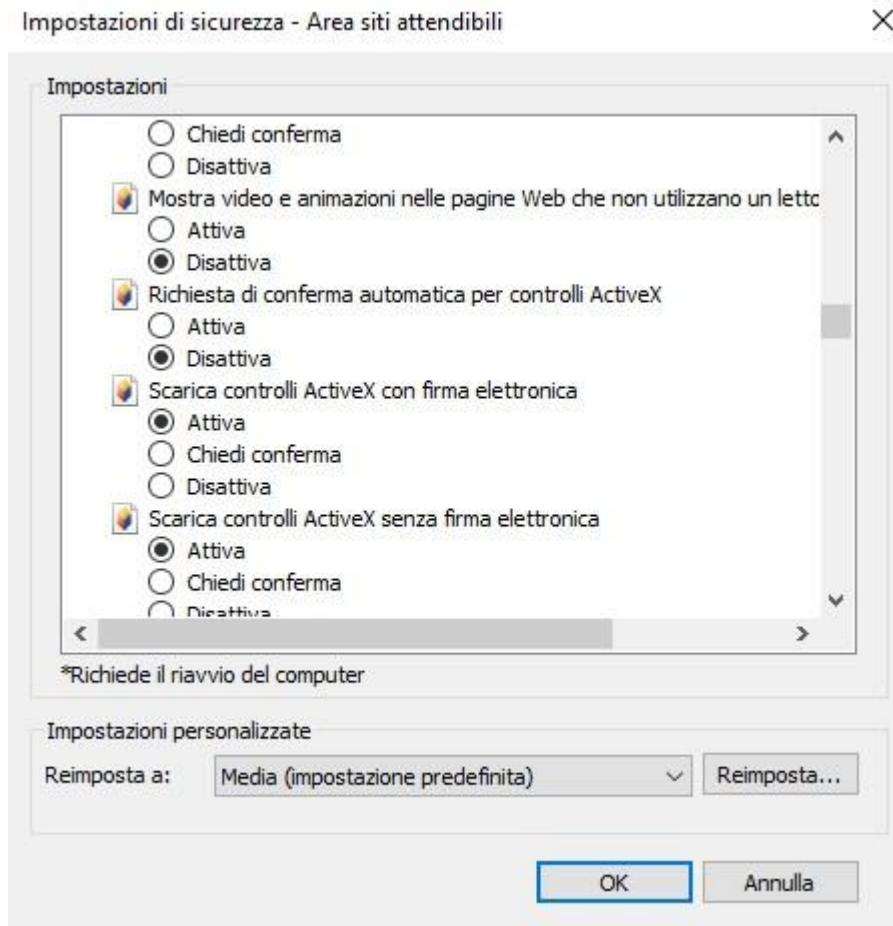 Impostazioni di sicurezza - Area siti attendibili
Impostazioni
Chiedi conferma
Disattiva
Mostra video e animazioni nelle pagine Web che non utilizzano un letto
Attiva
Disattiva
Richiesta di conferma automatica per controlli ActiveX
Attiva
Disattiva
Scarica controlli ActiveX con firma elettronica
Attiva
Chiedi conferma
Disattiva
Scarica controlli ActiveX senza firma elettronica
Attiva
Chiedi conferma
Disattiva
*Richiede il riavvio del computer
Impostazioni personalizzate
Reimposta a: Media (impostazione predefinita) Reimposta...
OK Annulla